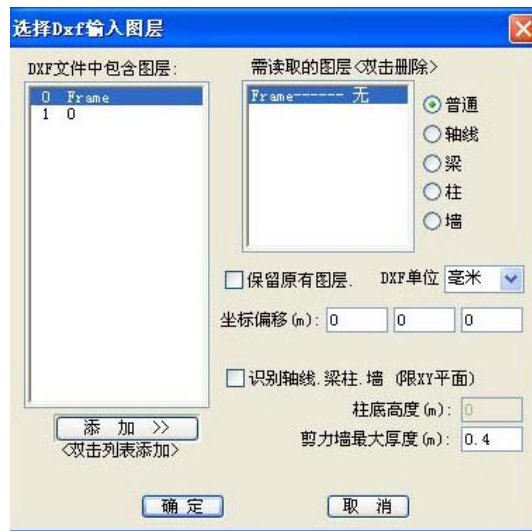 选择Dxf输入图层
DXF文件中包含图层:
0 Frame
1 0
添 加 >>
<双击列表添加>
需读取的图层<双击删除>
Frame------ 无
普通
轴线
梁
柱
墙
保留原有图层.
DXF单位 毫米
坐标偏移(m): 0 0 0
识别轴线.梁柱.墙 (限XY平面)
柱底高度(m): 0
剪力墙最大厚度(m): 0.4
确 定
取 消